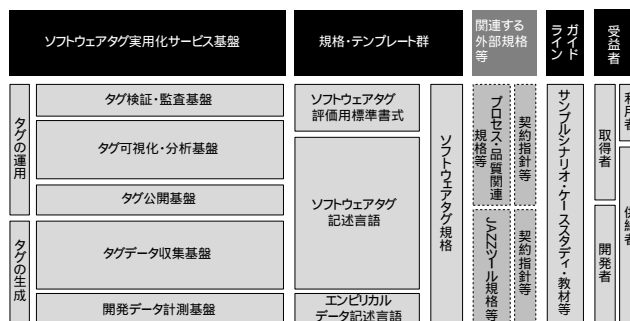 ソフトウェアタグ実用化サービス基盤
規格・テンプレート群
関連する
外部規格
等
ガイド
ライン
受益者
タグの運用
タグ検証・監査基盤
タグ可視化・分析基盤
タグ公開基盤
タグの生成
タグデータ収集基盤
開発データ計測基盤
ソフトウェアタグ
評価用標準書式
ソフトウェアタグ
記述言語
エンピリカル
データ記述言語
ソフトウェアタグ規格
プロセス・品質関連
規格等
契約指針等
JAZZツール規格等
契約指針等
サンプルシナリオ・ケーススタディ・教材等
取得者
開発者
利用者
供給者